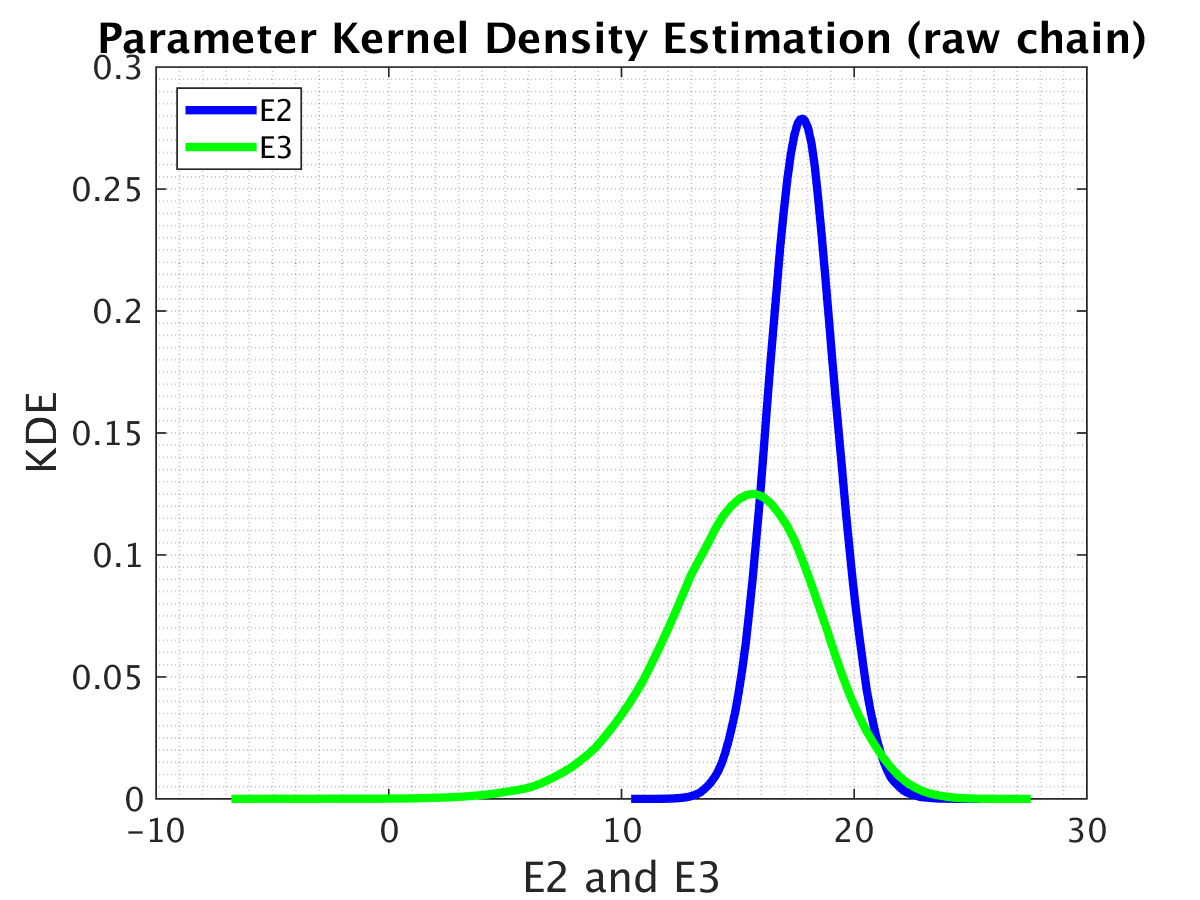 Parameter Kernel Density Estimation (raw chain)
0.3
E2
E3
0.25
0.2
0.15
0.1
0.05
0
KDE
−10 0 10 20 30
E2 and E3